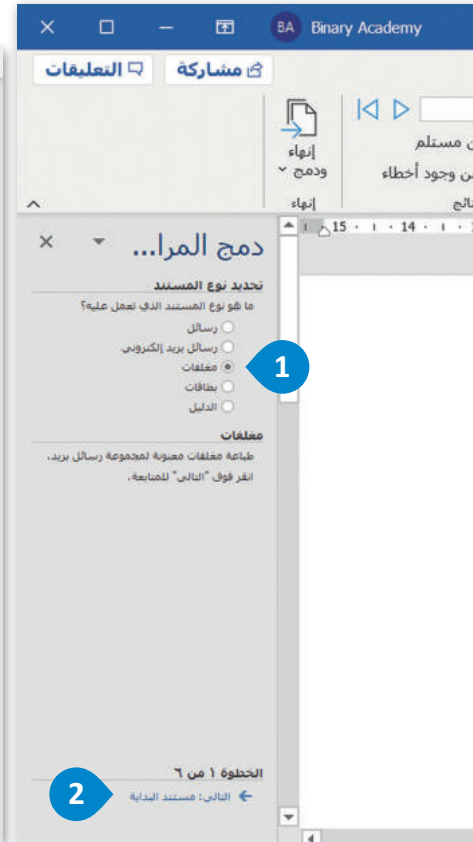 BA Binary Academy
مشاركة
التعليقات
ن مستلم
ن وجود أخطاء
تائج
إنهاء
ودمج
إنهاء
15 · ı · 14 · ı ·
دمج المرا...
تحديد نوع المستند
ما هو نوع المستند الذي تعمل عليه؟
رسائل
رسائل بريد إلكتروني
مغلفات
بطاقات
الدليل
1
مغلفات
طباعة مغلفات معنونة لمجموعة رسائل بريد.
انقر فوق "التالي" للمتابعة.
الخطوة ١ من ٦
التالي: مستند البداية
2